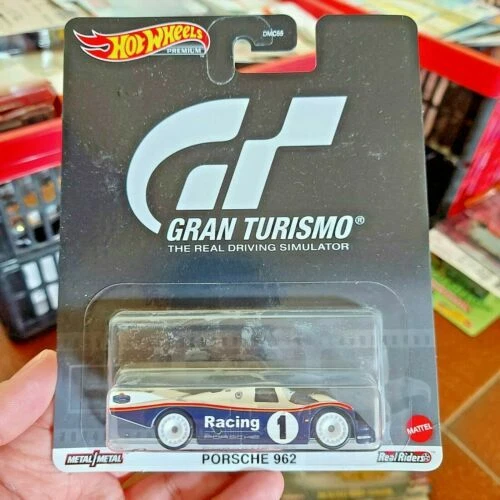 Hot Wheels
PREMIUM
DMC55
GT
GRAN TURISMO®
THE REAL DRIVING SIMULATOR
Racing 1
PORSCHE
PORSCHE 962
METAL/METAL
MATTEL
Real Riders